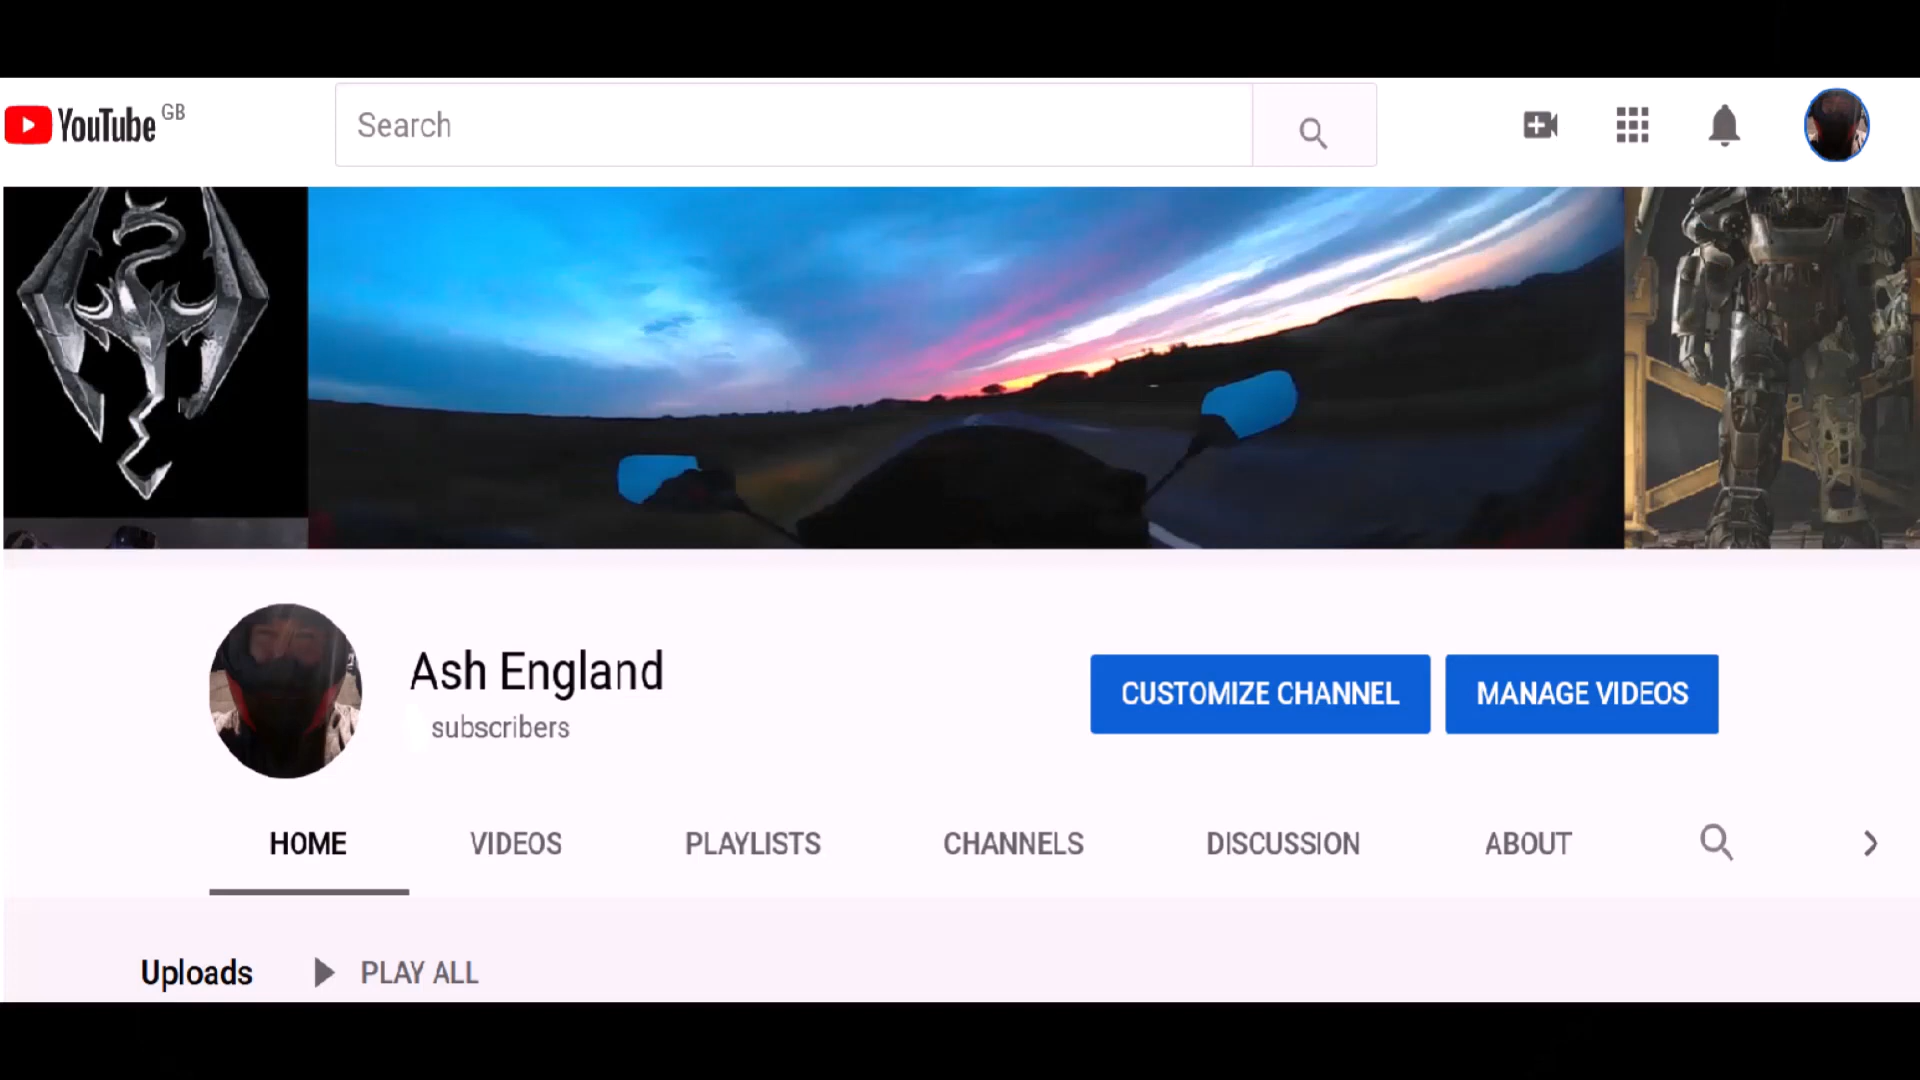 YouTube GB
Search
Ash England
CUSTOMIZE CHANNEL
MANAGE VIDEOS
subscribers
HOME
VIDEOS
PLAYLISTS
CHANNELS
DISCUSSION
ABOUT
Uploads
PLAY ALL